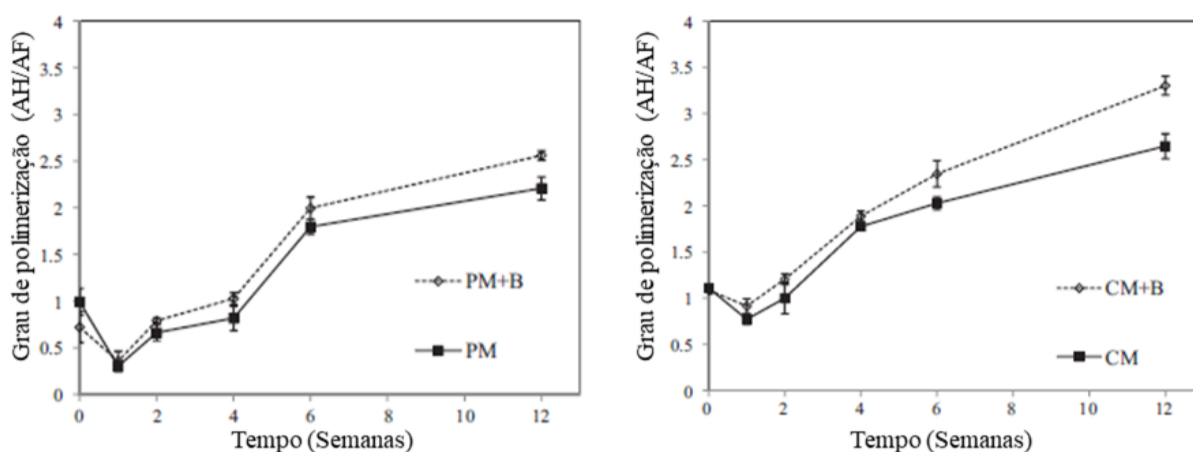 Grau de polimerização (AH/AF)
4
3.5
3
2.5
2
1.5
1
0.5
0
PM+B
PM
0 2 4 6 8 10 12
Tempo (Semanas)
Grau de polimerização (AH/AF)
4
3.5
3
2.5
2
1.5
1
0.5
0
CM+B
CM
0 2 4 6 8 10 12
Tempo (Semanas)